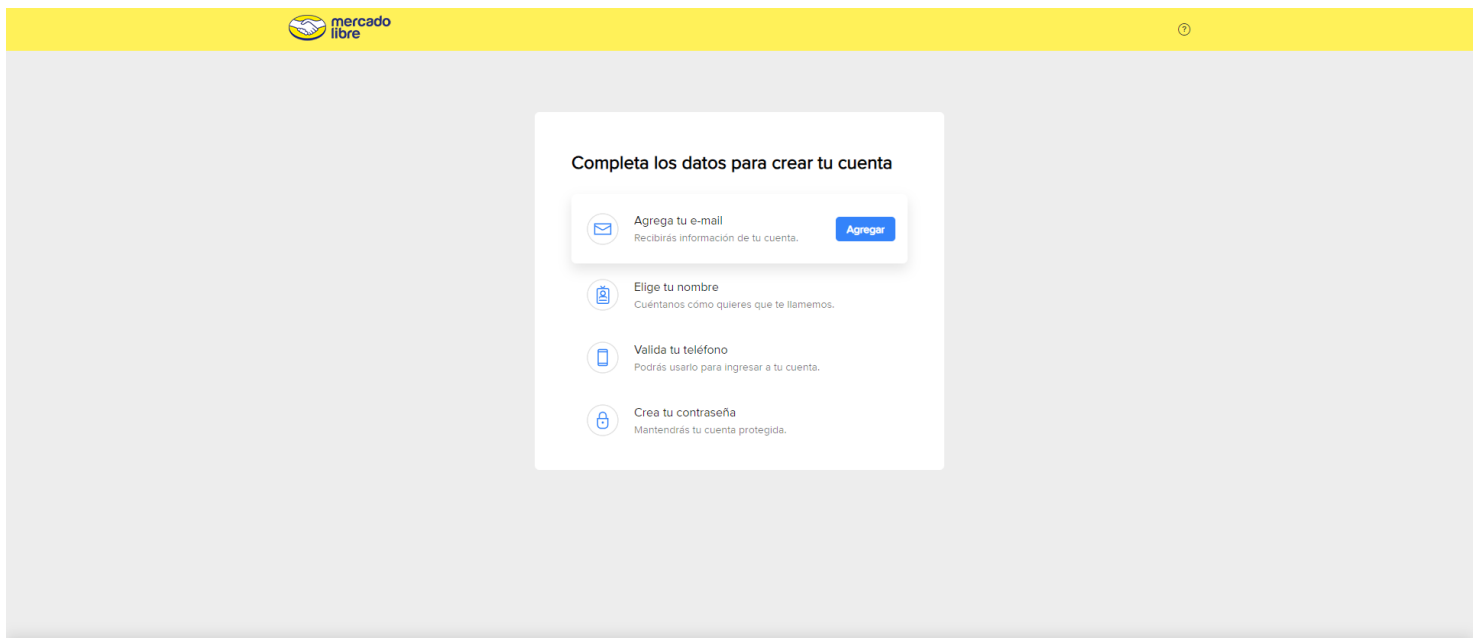 mercado
libre
?
Completa los datos para crear tu cuenta
Agrega tu e-mail
Recibirás información de tu cuenta.
Agregar
Elige tu nombre
Cuéntanos cómo quieres que te llamemos.
Valida tu teléfono
Podrás usarlo para ingresar a tu cuenta.
Crea tu contraseña
Mantendrás tu cuenta protegida.